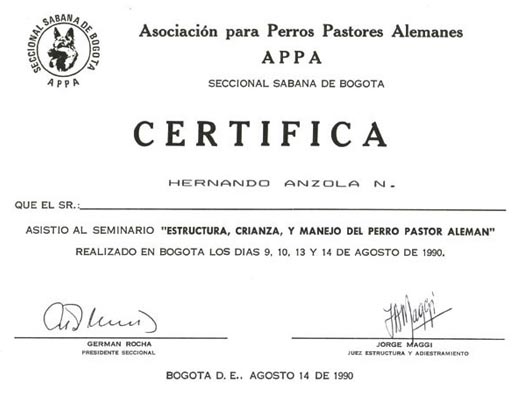 SECCIONAL SABANA DE BOGOTA
APPA
Asociación para Perros Pastores Alemanes
APPA
SECCIONAL SABANA DE BOGOTA
CERTIFICA
HERNANDO ANZOLA N.
QUE EL SR.:
ASISTIO AL SEMINARIO "ESTRUCTURA, CRIANZA, Y MANEJO DEL PERRO PASTOR ALEMAN"
REALIZADO EN BOGOTA LOS DIAS 9, 10, 13 Y 14 DE AGOSTO DE 1990.
JAMaggi
GERMAN ROCHA
JORGE MAGGI
PRESIDENTE SECCIONAL
JUEZ ESTRUCTURA Y ADIESTRAMIENTO
BOGOTA D. E., AGOSTO 14 DE 1990